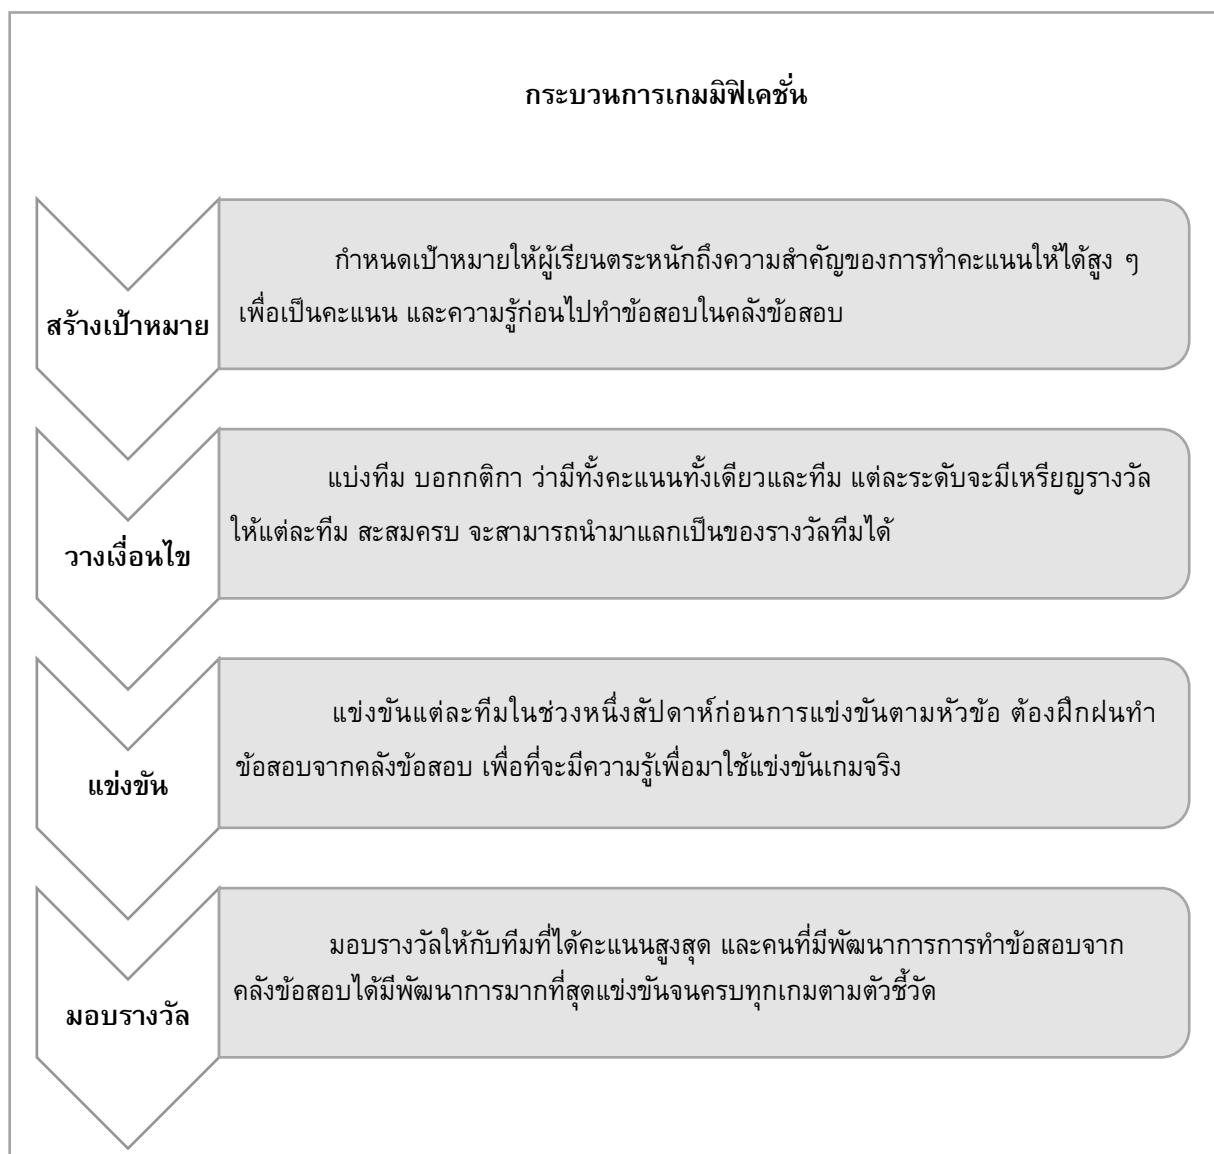 กระบวนการเกมมิฟิเคชั่น
สร้างเป้าหมาย
กำหนดเป้าหมายให้ผู้เรียนตระหนักถึงความสำคัญของการทำคะแนนให้ได้สูง ๆ
เพื่อเป็นคะแนน และความรู้ก่อนไปทำข้อสอบในคลังข้อสอบ
วางเงื่อนไข
แบ่งทีม บอกกติกา ว่ามีทั้งคะแนนทั้งเดียวและทีม แต่ละระดับจะมีเหรียญรางวัล
ให้แต่ละทีม สะสมครบ จะสามารถนำมาแลกเป็นของรางวัลทีมได้
แข่งขัน
แข่งขันแต่ละทีมในช่วงหนึ่งสัปดาห์ก่อนการแข่งขันตามหัวข้อ ต้องฝึกฝนทำ
ข้อสอบจากคลังข้อสอบ เพื่อที่จะมีความรู้เพื่อมาใช้แข่งขันเกมจริง
มอบรางวัล
มอบรางวัลให้กับทีมที่ได้คะแนนสูงสุด และคนที่มีพัฒนาการการทำข้อสอบจาก
คลังข้อสอบได้มีพัฒนาการมากที่สุดแข่งขันจนครบทุกเกมตามตัวชี้วัด